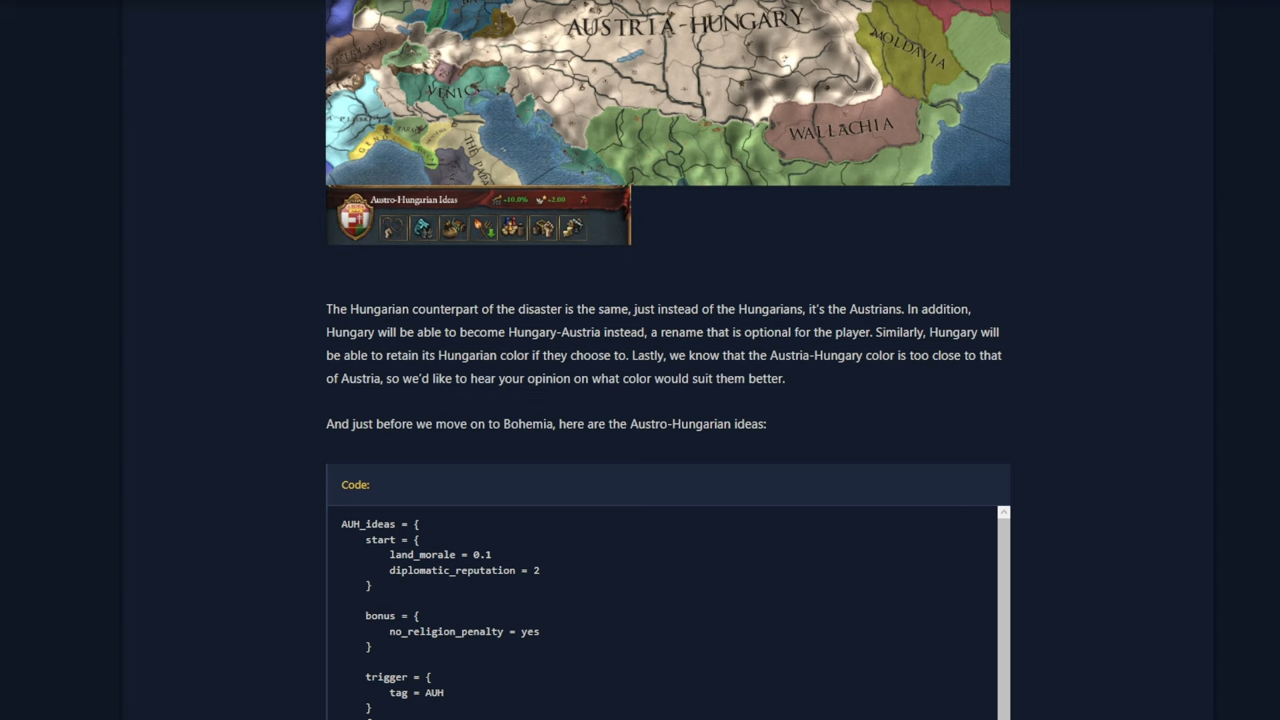 AUSTRIA-HUNGARY
MOLDAVIA
VENICE
WALLACHIA
GENOA
THE PAPA
Austro-Hungarian Ideas +10.0% +2.00
The Hungarian counterpart of the disaster is the same, just instead of the Hungarians, it's the Austrians. In addition,
Hungary will be able to become Hungary-Austria instead, a rename that is optional for the player. Similarly, Hungary will
be able to retain its Hungarian color if they choose to. Lastly, we know that the Austria-Hungary color is too close to that
of Austria, so we'd like to hear your opinion on what color would suit them better.
And just before we move on to Bohemia, here are the Austro-Hungarian ideas:
Code:
AUH_ideas = {
start = {
land_morale = 0.1
diplomatic_reputation = 2
}
bonus = {
no_religion_penalty = yes
}
trigger = {
tag = AUH
}